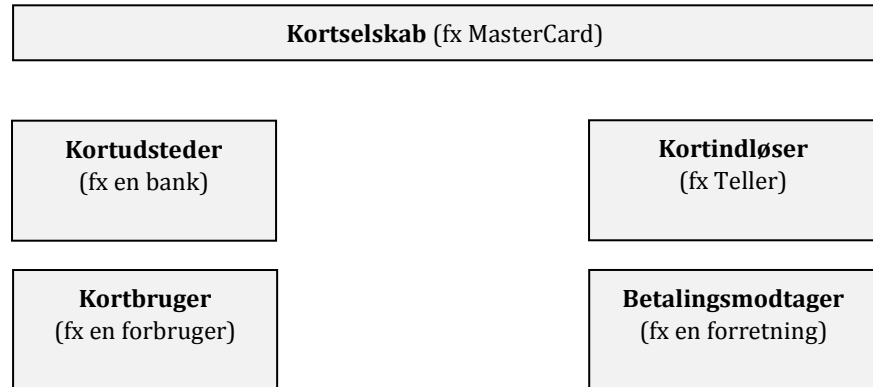 Kortselskab (fx MasterCard)
Kortudsteder
(fx en bank)
Kortindløser
(fx Teller)
Kortbruger
(fx en forbruger)
Betalingsmodtager
(fx en forretning)